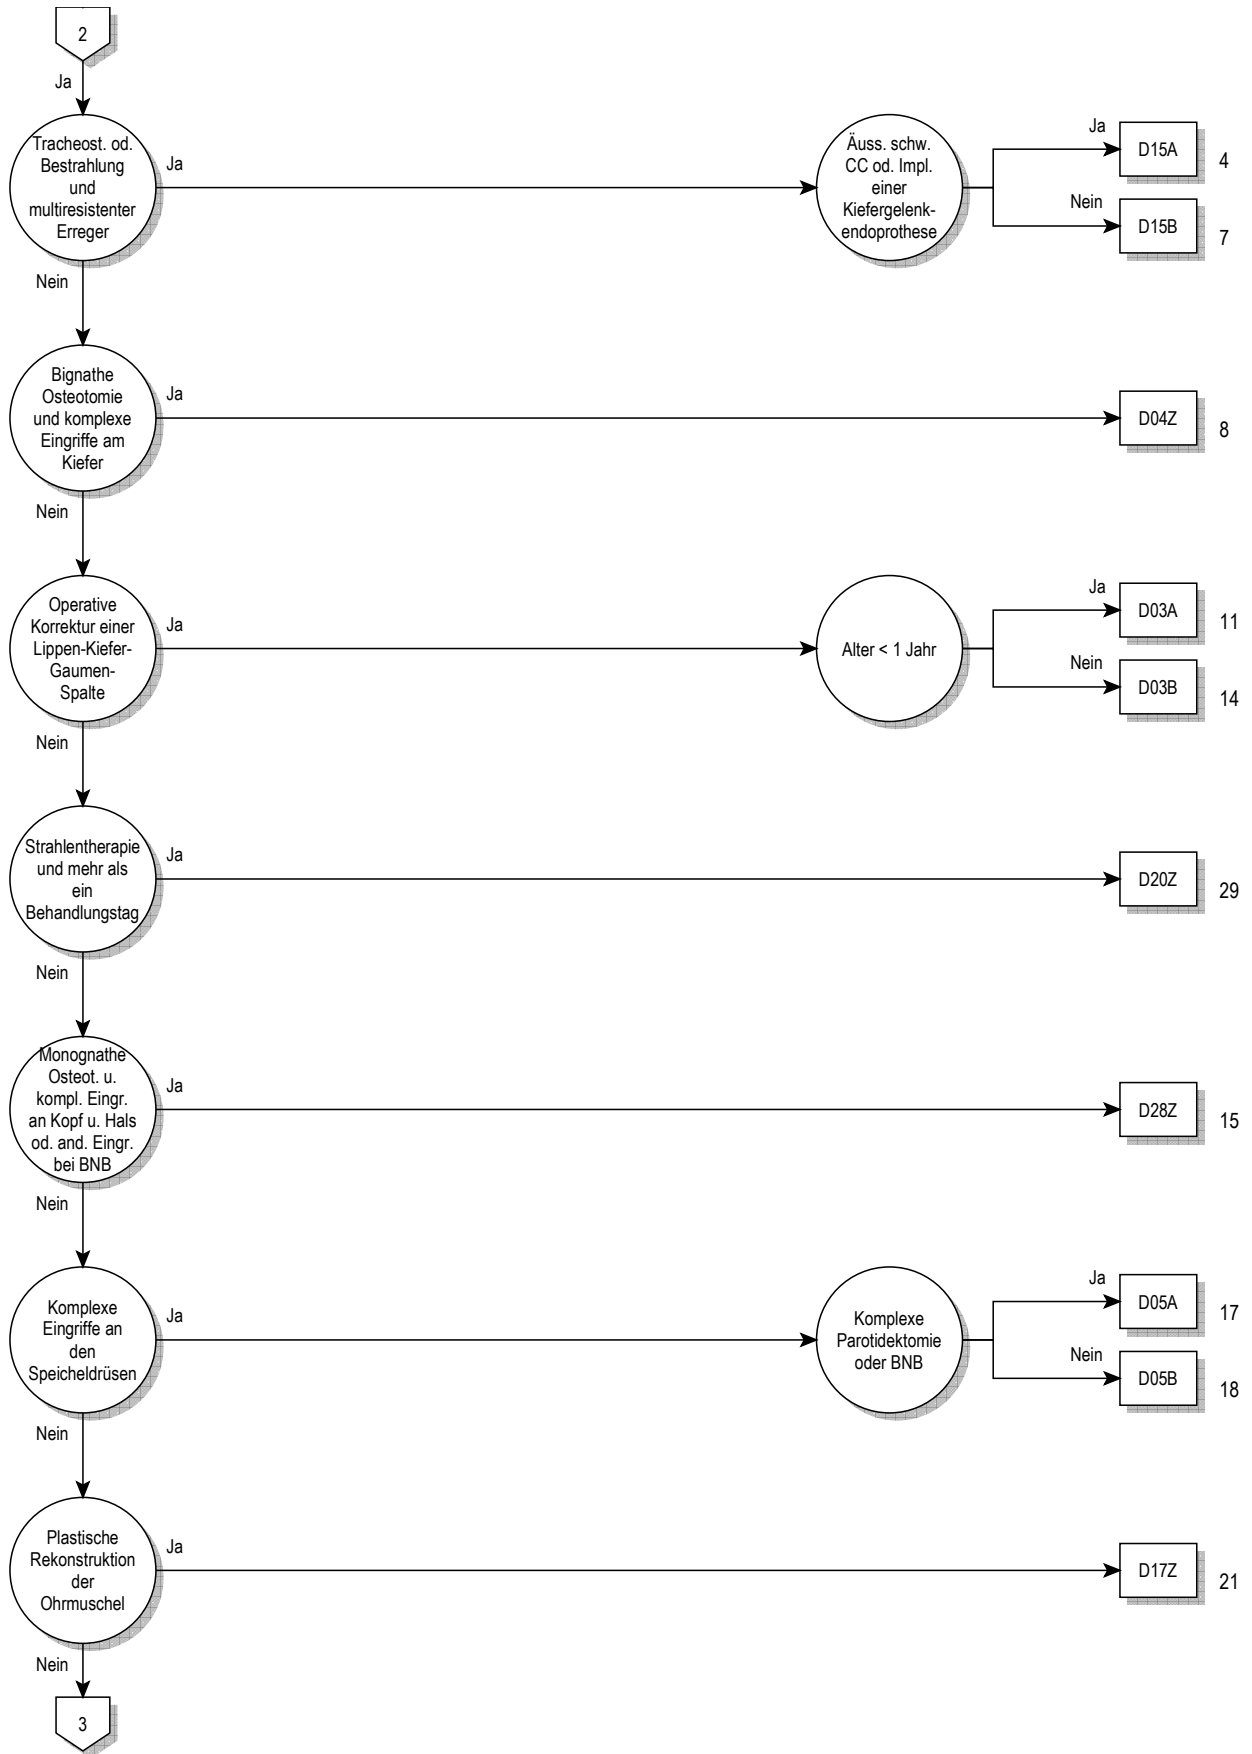 2
Ja
Tracheost. od.
Bestrahlung
und
multiresistenter
Erreger
Ja
Äuss. schw.
CC od. Impl.
einer
Kiefergelenk-
endoprothese
Ja
D15A
4
Nein
D15B
7
Nein
Bignathe
Osteotomie
und komplexe
Eingriffe am
Kiefer
Ja
D04Z
8
Nein
Operative
Korrektur einer
Lippen-Kiefer-
Gaumen-
Spalte
Ja
Alter < 1 Jahr
Ja
D03A
11
Nein
D03B
14
Nein
Strahlentherapie
und mehr als
ein
Behandlungstag
Ja
D20Z
29
Nein
Monognathe
Osteot. u.
kompl. Eingr.
an Kopf u. Hals
od. and. Eingr.
bei BNB
Ja
D28Z
15
Nein
Komplexe
Eingriffe an
den
Speicheldrüsen
Ja
Komplexe
Parotidektomie
oder BNB
Ja
D05A
17
Nein
D05B
18
Nein
Plastische
Rekonstruktion
der
Ohrmuschel
Ja
D17Z
21
Nein
3